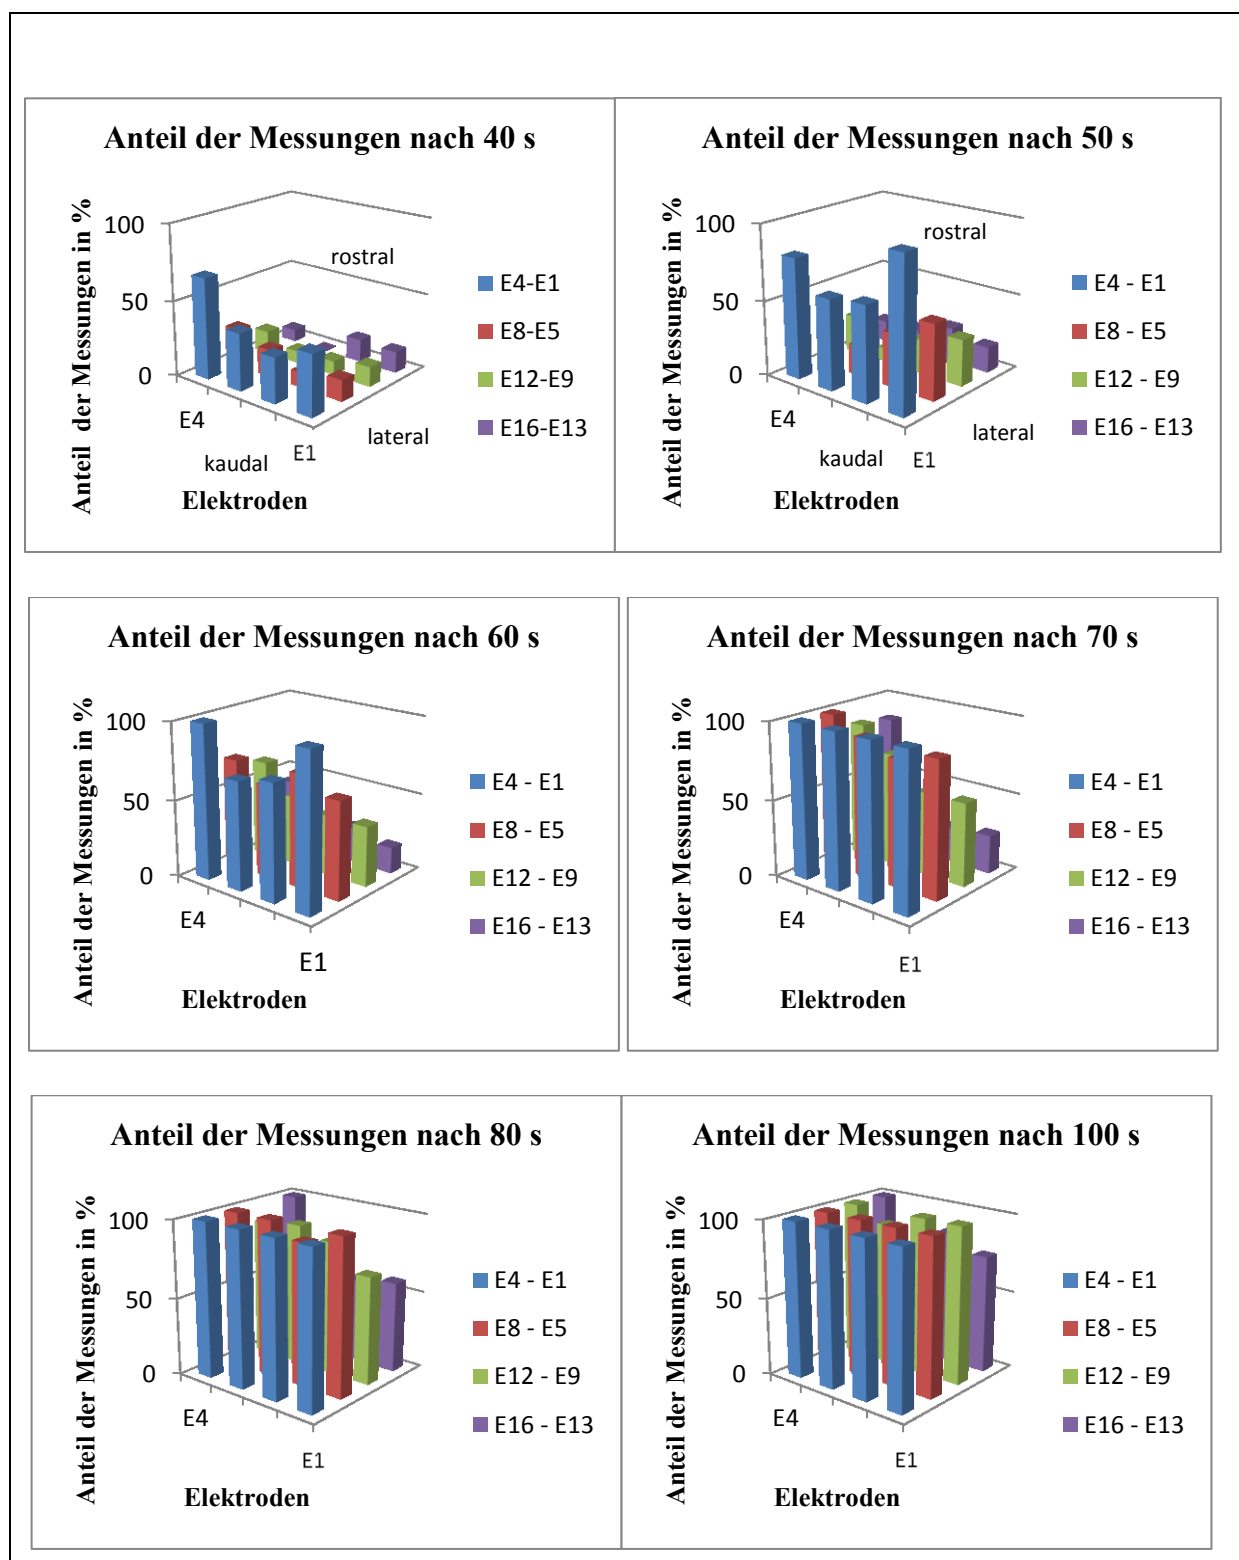 Anteil der Messungen nach 40 s
Anteil der Messungen in %
100
50
0
rostral
lateral
kaudal
E4
E1
Elektroden
E4-E1
E8-E5
E12-E9
E16-E13
Anteil der Messungen nach 50 s
Anteil der Messungen in %
100
50
0
rostral
lateral
kaudal
E4
E1
Elektroden
E4 - E1
E8 - E5
E12 - E9
E16 - E13
Anteil der Messungen nach 60 s
Anteil der Messungen in %
100
50
0
E4
E1
Elektroden
E4 - E1
E8 - E5
E12 - E9
E16 - E13
Anteil der Messungen nach 70 s
Anteil der Messungen in %
100
50
0
E4
E1
Elektroden
E4 - E1
E8 - E5
E12 - E9
E16 - E13
Anteil der Messungen nach 80 s
Anteil der Messungen in %
100
50
0
E4
E1
Elektroden
E4 - E1
E8 - E5
E12 - E9
E16 - E13
Anteil der Messungen nach 100 s
Anteil der Messungen in %
100
50
0
E4
E1
Elektroden
E4 - E1
E8 - E5
E12 - E9
E16 - E13